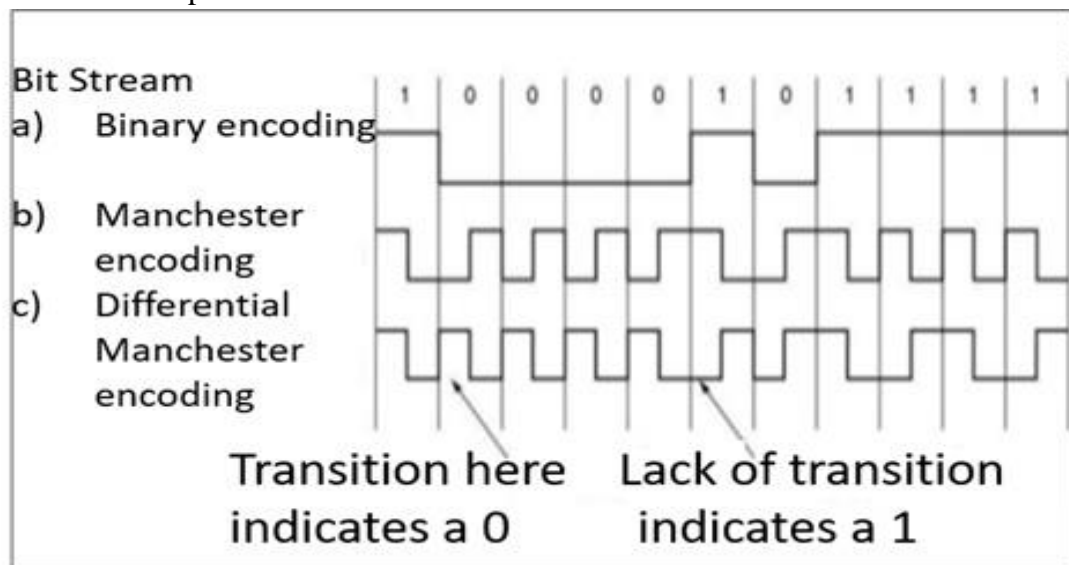 Bit Stream
1 0 0 0 0 1 0 1 1 1 1
a) Binary encoding
b) Manchester
encoding
c) Differential
Manchester
encoding
Transition here
indicates a 0
Lack of transition
indicates a 1